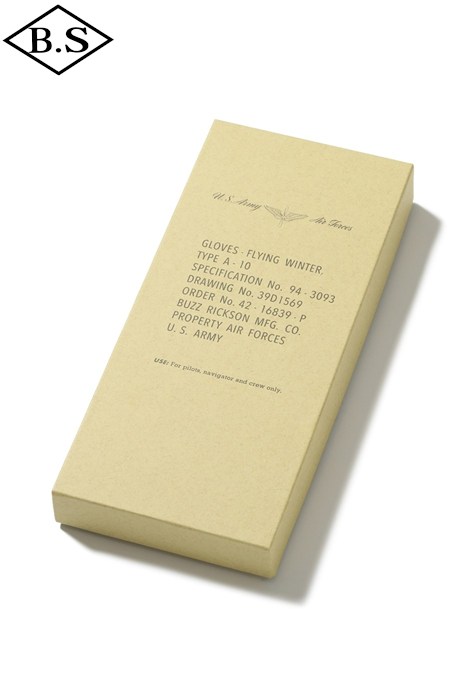 B.S
U.S. Army Air Forces
GLOVES · FLYING WINTER,
TYPE A - 10
SPECIFICATION No. 94 - 3093
DRAWING No. 39D1569
ORDER No. 42 - 16839 - P
BUZZ RICKSON MFG. CO.
PROPERTY AIR FORCES
U. S. ARMY
USE: For pilots, navigator and crew only.